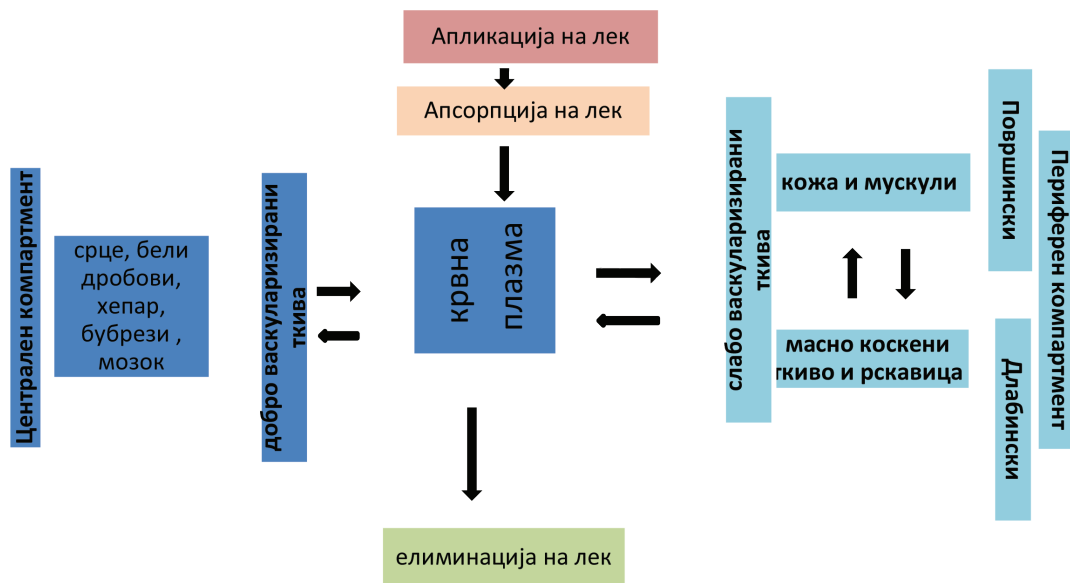 Апликација на лек
Апсорпција на лек
Централен компартмент
срце, бели
дробови,
хепар,
бубрези ,
мозок
добро васкуларизирани
ткива
крвна
плазма
слабо васкуларизирани
ткива
кожа и мускули
масно коскени
ткиво и рскавица
Површински
Длабински
Периферен компартмент
елиминација на лек